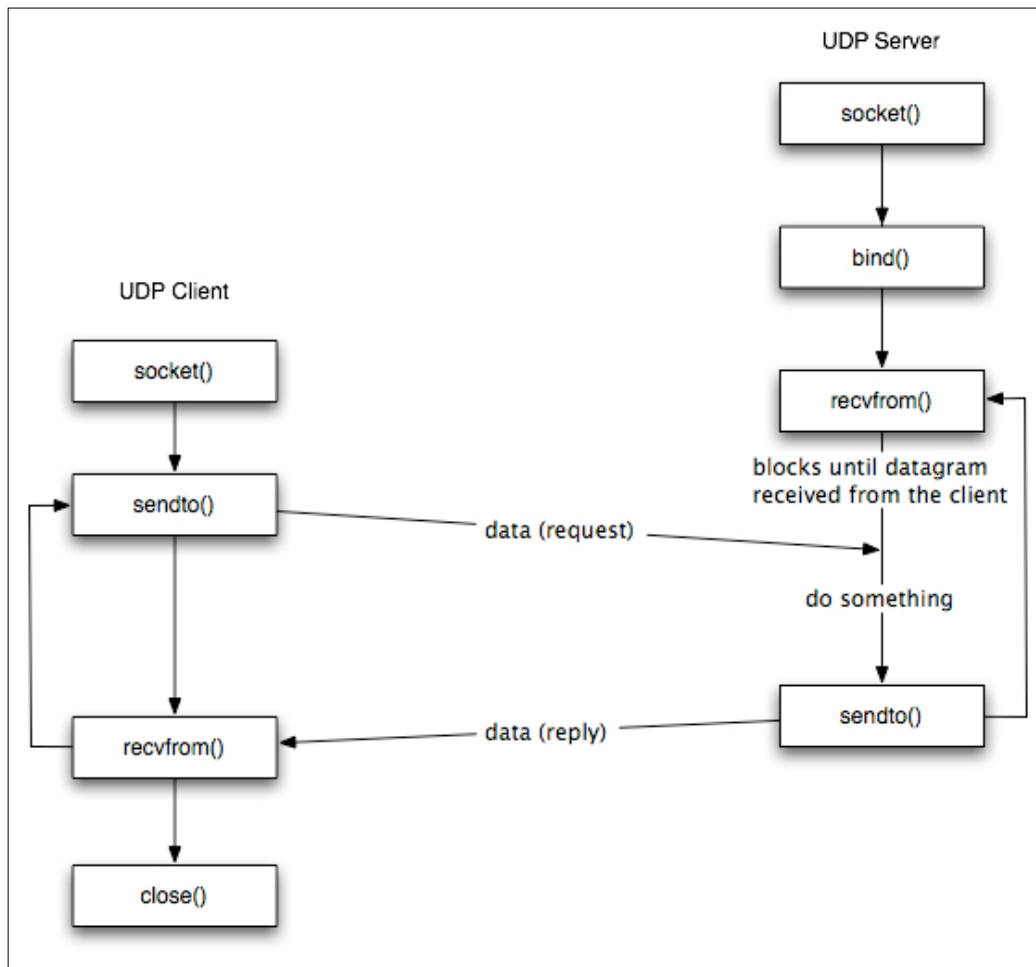 UDP Server
socket()
bind()
UDP Client
socket()
recvfrom()
blocks until datagram
received from the client
sendto()
data (request)
do something
sendto()
data (reply)
recvfrom()
close()